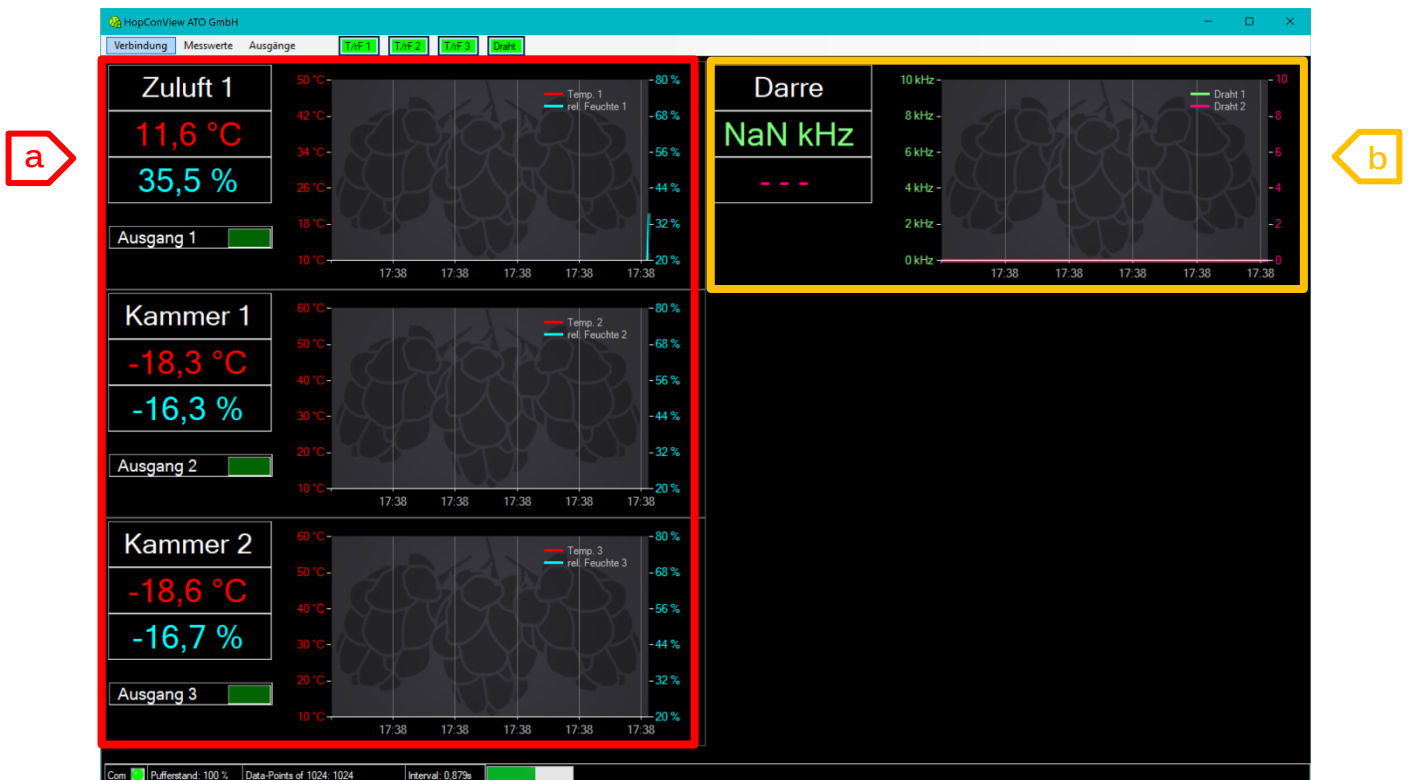 HopConView ATO GmbH
Verbindung Messwerte Ausgänge T/rF 1 T/rF 2 T/rF 3 Draht
a
Zuluft 1
11,6 °C
35,5 %
Ausgang 1
50 °C
42 °C
34 °C
26 °C
18 °C
10 °C
Temp. 1
rel. Feuchte 1
80 %
68 %
56 %
44 %
32 %
20 %
17:38 17:38 17:38 17:38 17:38
Kammer 1
-18,3 °C
-16,3 %
Ausgang 2
60 °C
50 °C
40 °C
30 °C
20 °C
10 °C
Temp. 2
rel. Feuchte 2
80 %
68 %
56 %
44 %
32 %
20 %
17:38 17:38 17:38 17:38 17:38
Kammer 2
-18,6 °C
-16,7 %
Ausgang 3
60 °C
50 °C
40 °C
30 °C
20 °C
10 °C
Temp. 3
rel. Feuchte 3
80 %
68 %
56 %
44 %
32 %
20 %
17:38 17:38 17:38 17:38 17:38
Darre
NaN kHz
- - -
10 kHz
8 kHz
6 kHz
4 kHz
2 kHz
0 kHz
Draht 1
Draht 2
10
8
6
4
2
0
17:38 17:38 17:38 17:38 17:38
b
Com Pufferstand: 100 % Data-Points of 1024: 1024 Interval: 0,879s